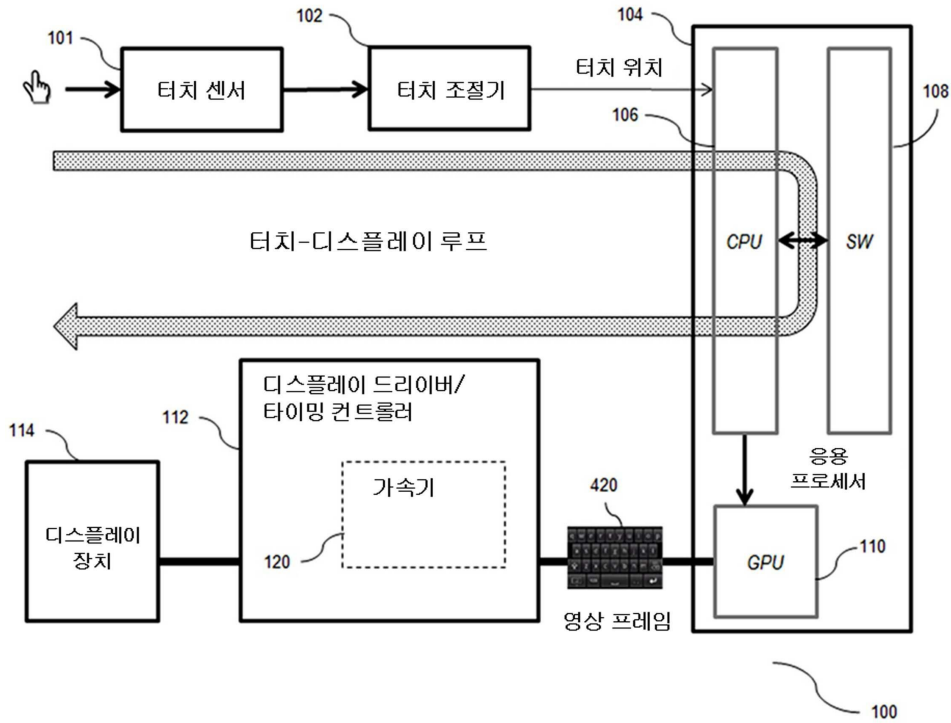 101
터치 센서
102
터치 조절기
터치 위치
104
106
108
CPU
SW
터치-디스플레이 루프
디스플레이 드리버/
타이밍 컨트롤러
112
114
디스플레이
장치
가속기
120
420
영상 프레임
응용
프로세서
GPU
110
100